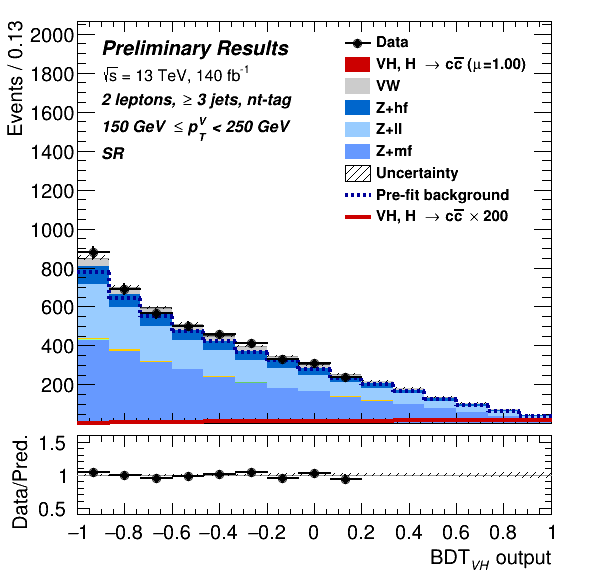 Events / 0.13
2000
1800
1600
1400
1200
1000
800
600
400
200
Preliminary Results
√s = 13 TeV, 140 fb⁻¹
2 leptons, ≥ 3 jets, nt-tag
150 GeV ≤ p_T^V < 250 GeV
SR
Data
VH, H → cc̅ (μ=1.00)
VW
Z+hf
Z+ll
Z+mf
Uncertainty
Pre-fit background
VH, H → cc̅ × 200
Data/Pred.
1.5
1
0.5
−1 −0.8 −0.6 −0.4 −0.2 0 0.2 0.4 0.6 0.8 1
BDT_VH output